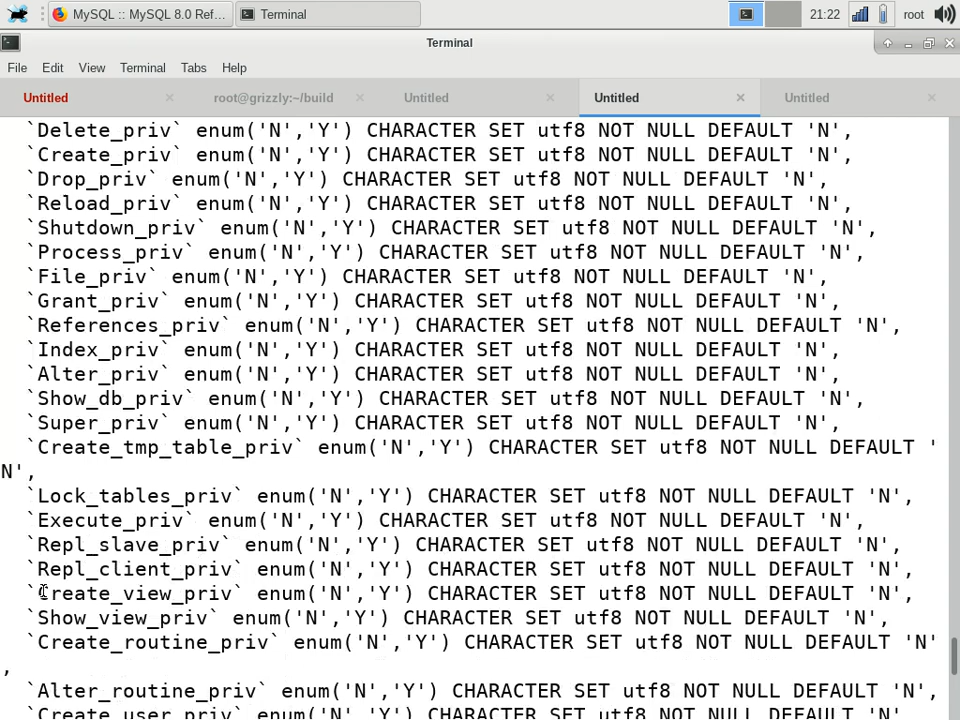 MySQL :: MySQL 8.0 Ref...
Terminal
21:22
root
Terminal
File Edit View Terminal Tabs Help
Untitled
root@grizzly:~/build
Untitled
Untitled
Untitled
`Delete_priv` enum('N','Y') CHARACTER SET utf8 NOT NULL DEFAULT 'N',
`Create_priv` enum('N','Y') CHARACTER SET utf8 NOT NULL DEFAULT 'N',
`Drop_priv` enum('N','Y') CHARACTER SET utf8 NOT NULL DEFAULT 'N',
`Reload_priv` enum('N','Y') CHARACTER SET utf8 NOT NULL DEFAULT 'N',
`Shutdown_priv` enum('N','Y') CHARACTER SET utf8 NOT NULL DEFAULT 'N',
`Process_priv` enum('N','Y') CHARACTER SET utf8 NOT NULL DEFAULT 'N',
`File_priv` enum('N','Y') CHARACTER SET utf8 NOT NULL DEFAULT 'N',
`Grant_priv` enum('N','Y') CHARACTER SET utf8 NOT NULL DEFAULT 'N',
`References_priv` enum('N','Y') CHARACTER SET utf8 NOT NULL DEFAULT 'N',
`Index_priv` enum('N','Y') CHARACTER SET utf8 NOT NULL DEFAULT 'N',
`Alter_priv` enum('N','Y') CHARACTER SET utf8 NOT NULL DEFAULT 'N',
`Show_db_priv` enum('N','Y') CHARACTER SET utf8 NOT NULL DEFAULT 'N',
`Super_priv` enum('N','Y') CHARACTER SET utf8 NOT NULL DEFAULT 'N',
`Create_tmp_table_priv` enum('N','Y') CHARACTER SET utf8 NOT NULL DEFAULT '
N',
`Lock_tables_priv` enum('N','Y') CHARACTER SET utf8 NOT NULL DEFAULT 'N',
`Execute_priv` enum('N','Y') CHARACTER SET utf8 NOT NULL DEFAULT 'N',
`Repl_slave_priv` enum('N','Y') CHARACTER SET utf8 NOT NULL DEFAULT 'N',
`Repl_client_priv` enum('N','Y') CHARACTER SET utf8 NOT NULL DEFAULT 'N',
`Create_view_priv` enum('N','Y') CHARACTER SET utf8 NOT NULL DEFAULT 'N',
`Show_view_priv` enum('N','Y') CHARACTER SET utf8 NOT NULL DEFAULT 'N',
`Create_routine_priv` enum('N','Y') CHARACTER SET utf8 NOT NULL DEFAULT 'N'
,
`Alter_routine_priv` enum('N','Y') CHARACTER SET utf8 NOT NULL DEFAULT 'N',
`Create_user_priv` enum('N','Y') CHARACTER SET utf8 NOT NULL DEFAULT 'N',